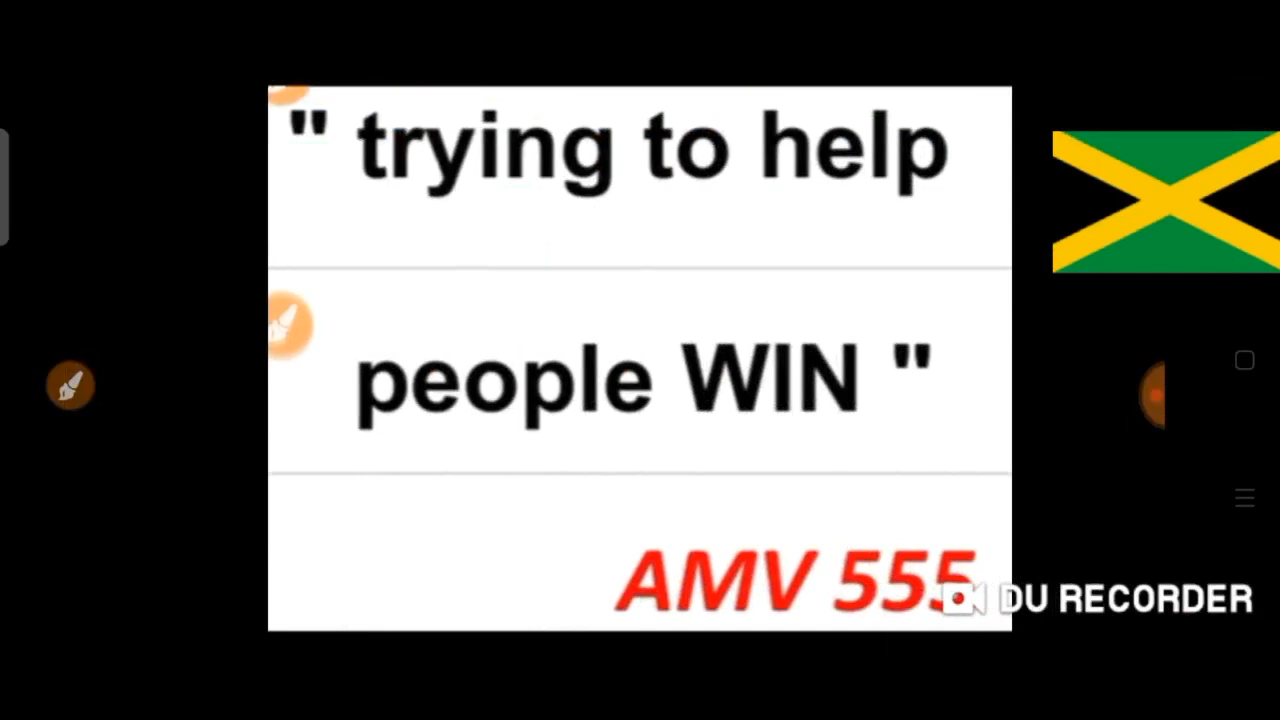 " trying to help
people WIN "
AMV 555
DU RECORDER